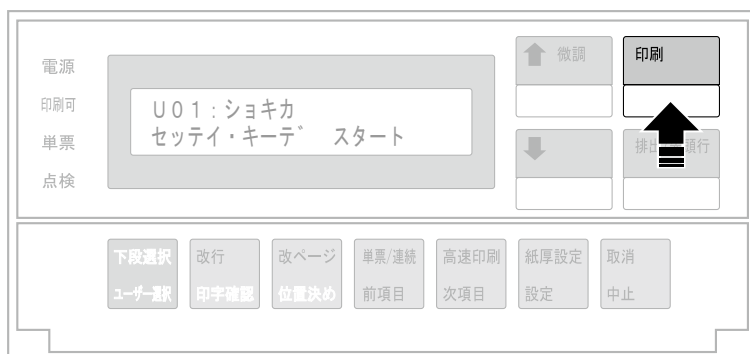 電源
印刷可
単票
点検
U01:ショキカ
セッテイ・キーデ゛ スタート
微調
印刷
排出 頭行
下段選択
ユーザー選択
改行
印字確認
改ページ
位置決め
単票/連続
前項目
高速印刷
次項目
紙厚設定
設定
取消
中止